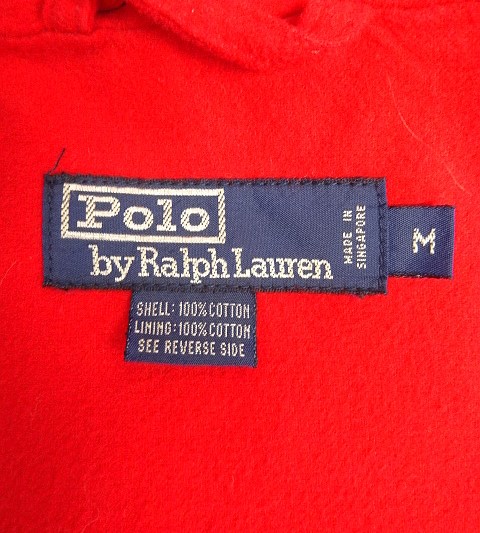 Polo
by Ralph Lauren
MADE IN
SINGAPORE
M
SHELL: 100% COTTON
LINING: 100% COTTON
SEE REVERSE SIDE